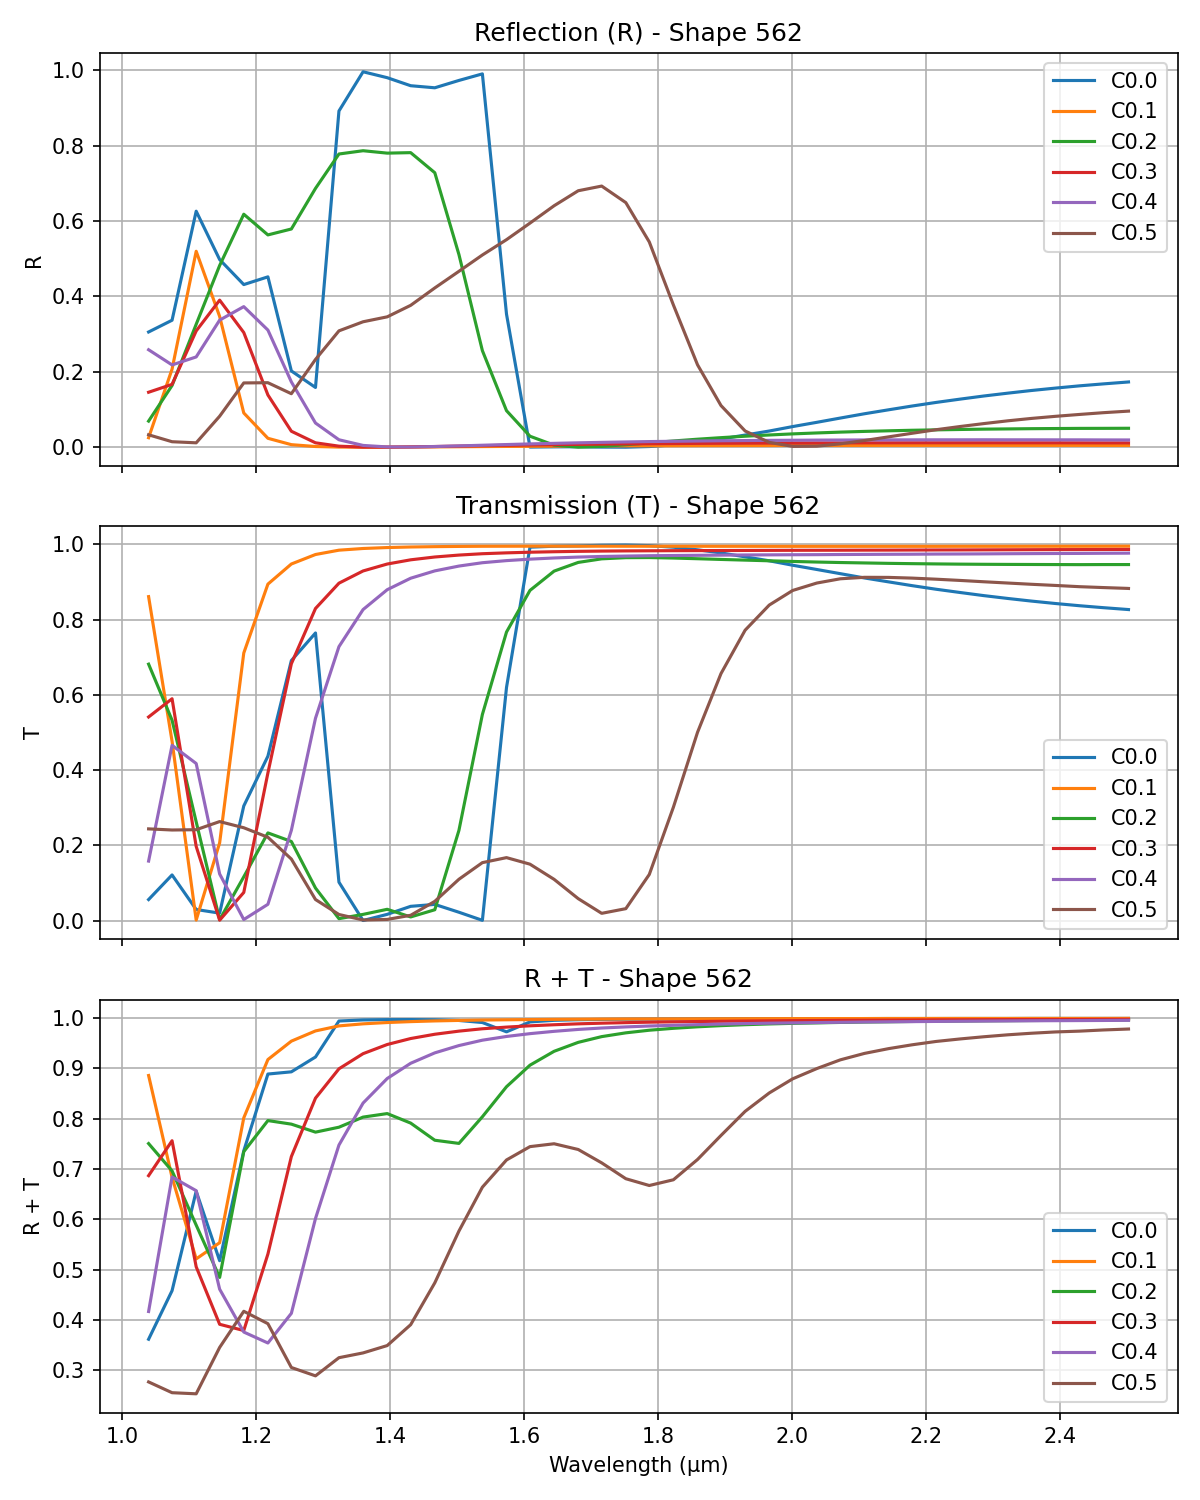 Reflection (R) - Shape 562
1.0
0.8
0.6
0.4
0.2
0.0
R
C0.0
C0.1
C0.2
C0.3
C0.4
C0.5
Transmission (T) - Shape 562
1.0
0.8
0.6
0.4
0.2
0.0
T
C0.0
C0.1
C0.2
C0.3
C0.4
C0.5
R + T - Shape 562
1.0
0.9
0.8
0.7
0.6
0.5
0.4
0.3
R + T
C0.0
C0.1
C0.2
C0.3
C0.4
C0.5
1.0 1.2 1.4 1.6 1.8 2.0 2.2 2.4
Wavelength (μm)